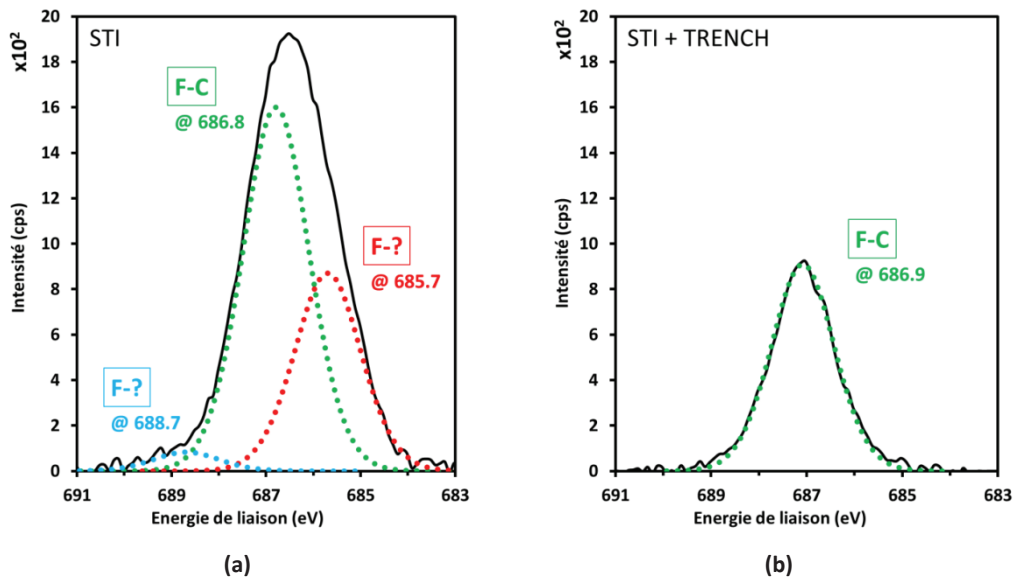 STI
x10²
20
18
16
14
12
10
8
6
4
2
0
Intensité (cps)
F-C
@ 686.8
F-?
@ 685.7
F-?
@ 688.7
691
689
687
685
683
Energie de liaison (eV)
(a)
STI + TRENCH
x10²
20
18
16
14
12
10
8
6
4
2
0
Intensité (cps)
F-C
@ 686.9
691
689
687
685
683
Energie de liaison (eV)
(b)